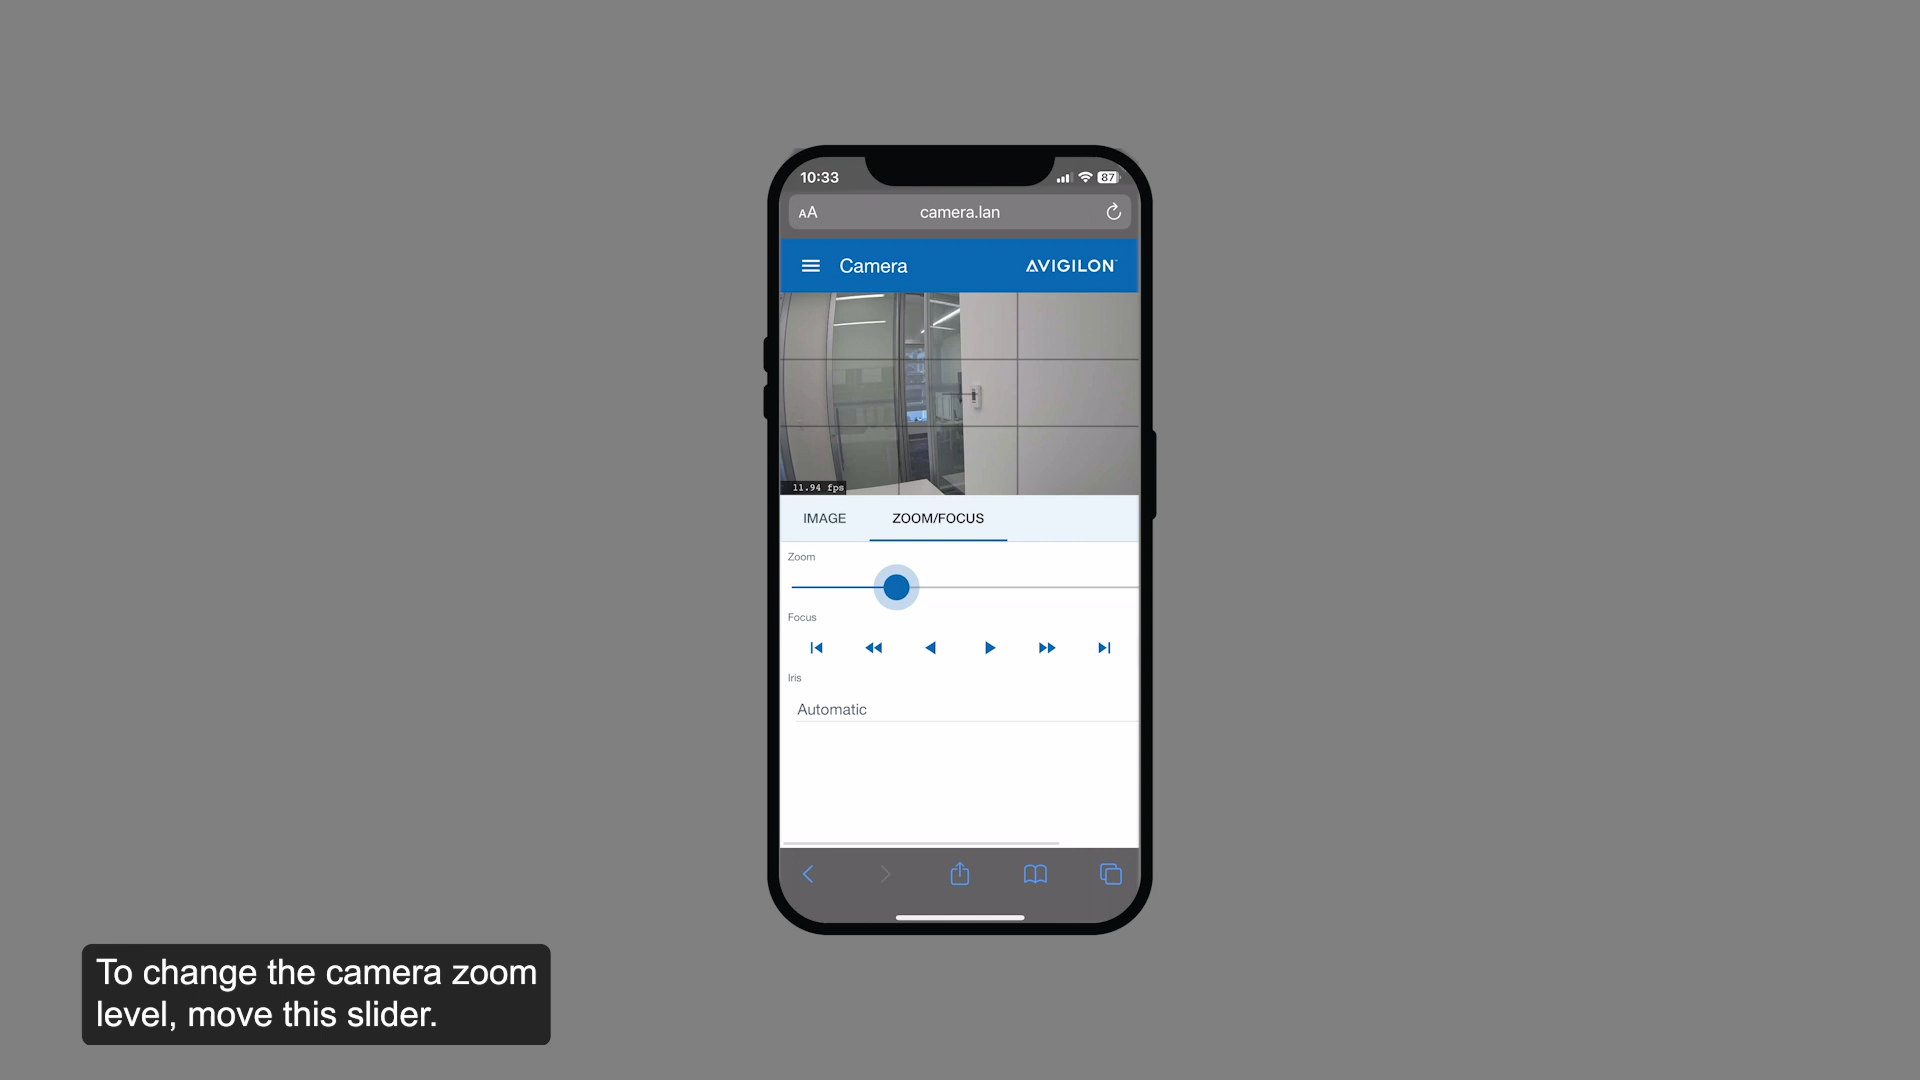 10:33
87
AA
camera.lan
Camera
AVIGILON
11.94 fps
IMAGE
ZOOM/FOCUS
Zoom
Focus
Iris
Automatic
To change the camera zoom
level, move this slider.